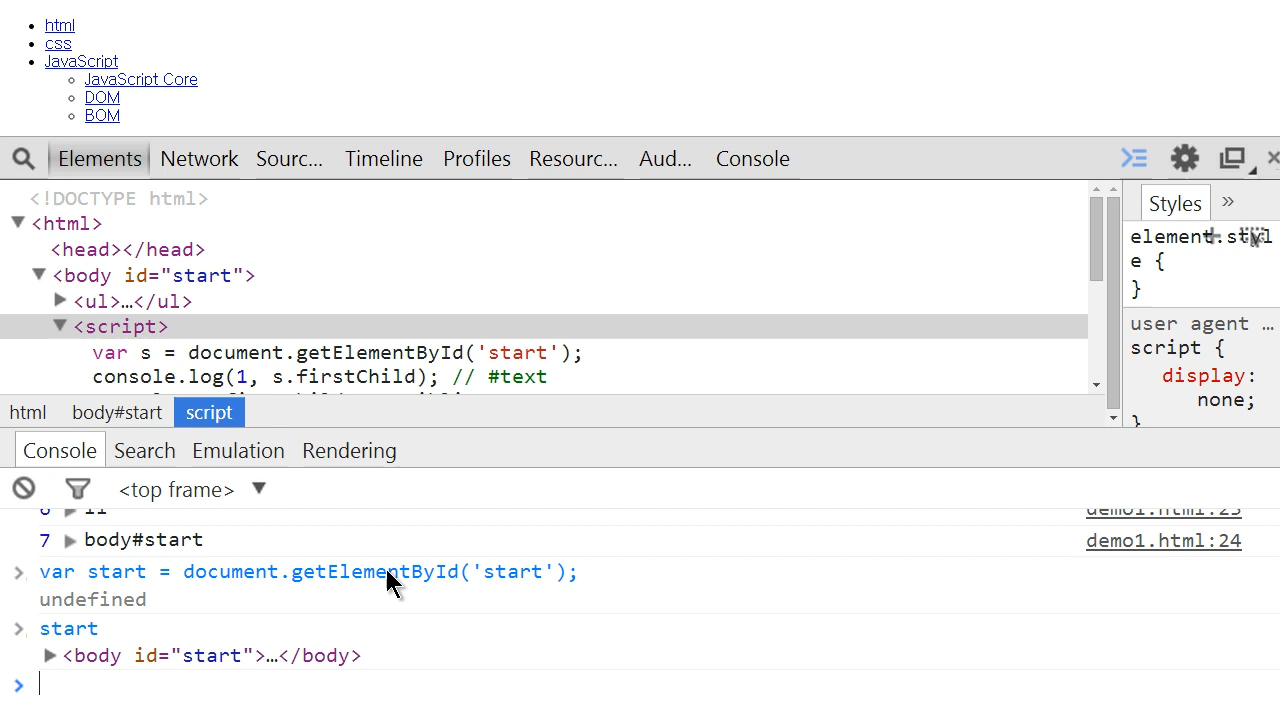 html
css
JavaScript
JavaScript Core
DOM
BOM
Elements Network Sourc... Timeline Profiles Resourc... Aud... Console
<!DOCTYPE html>
<html>
<head></head>
<body id="start">
<ul>…</ul>
<script>
var s = document.getElementById('start');
console.log(1, s.firstChild); // #text
html body#start script
Styles »
element.styl
e {
}
user agent …
script {
display:
none;
}
Console Search Emulation Rendering
<top frame>
6 li demo1.html:23
7 body#start demo1.html:24
var start = document.getElementById('start');
undefined
start
<body id="start">…</body>